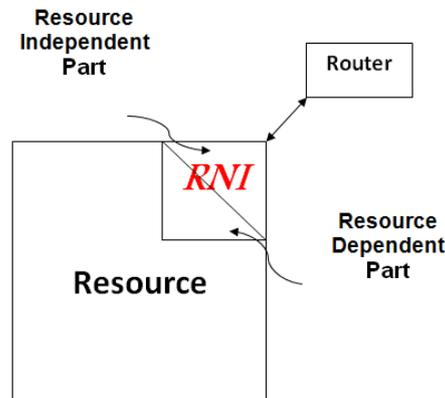 Resource
Independent
Part
Router
RNI
Resource
Dependent
Part
Resource